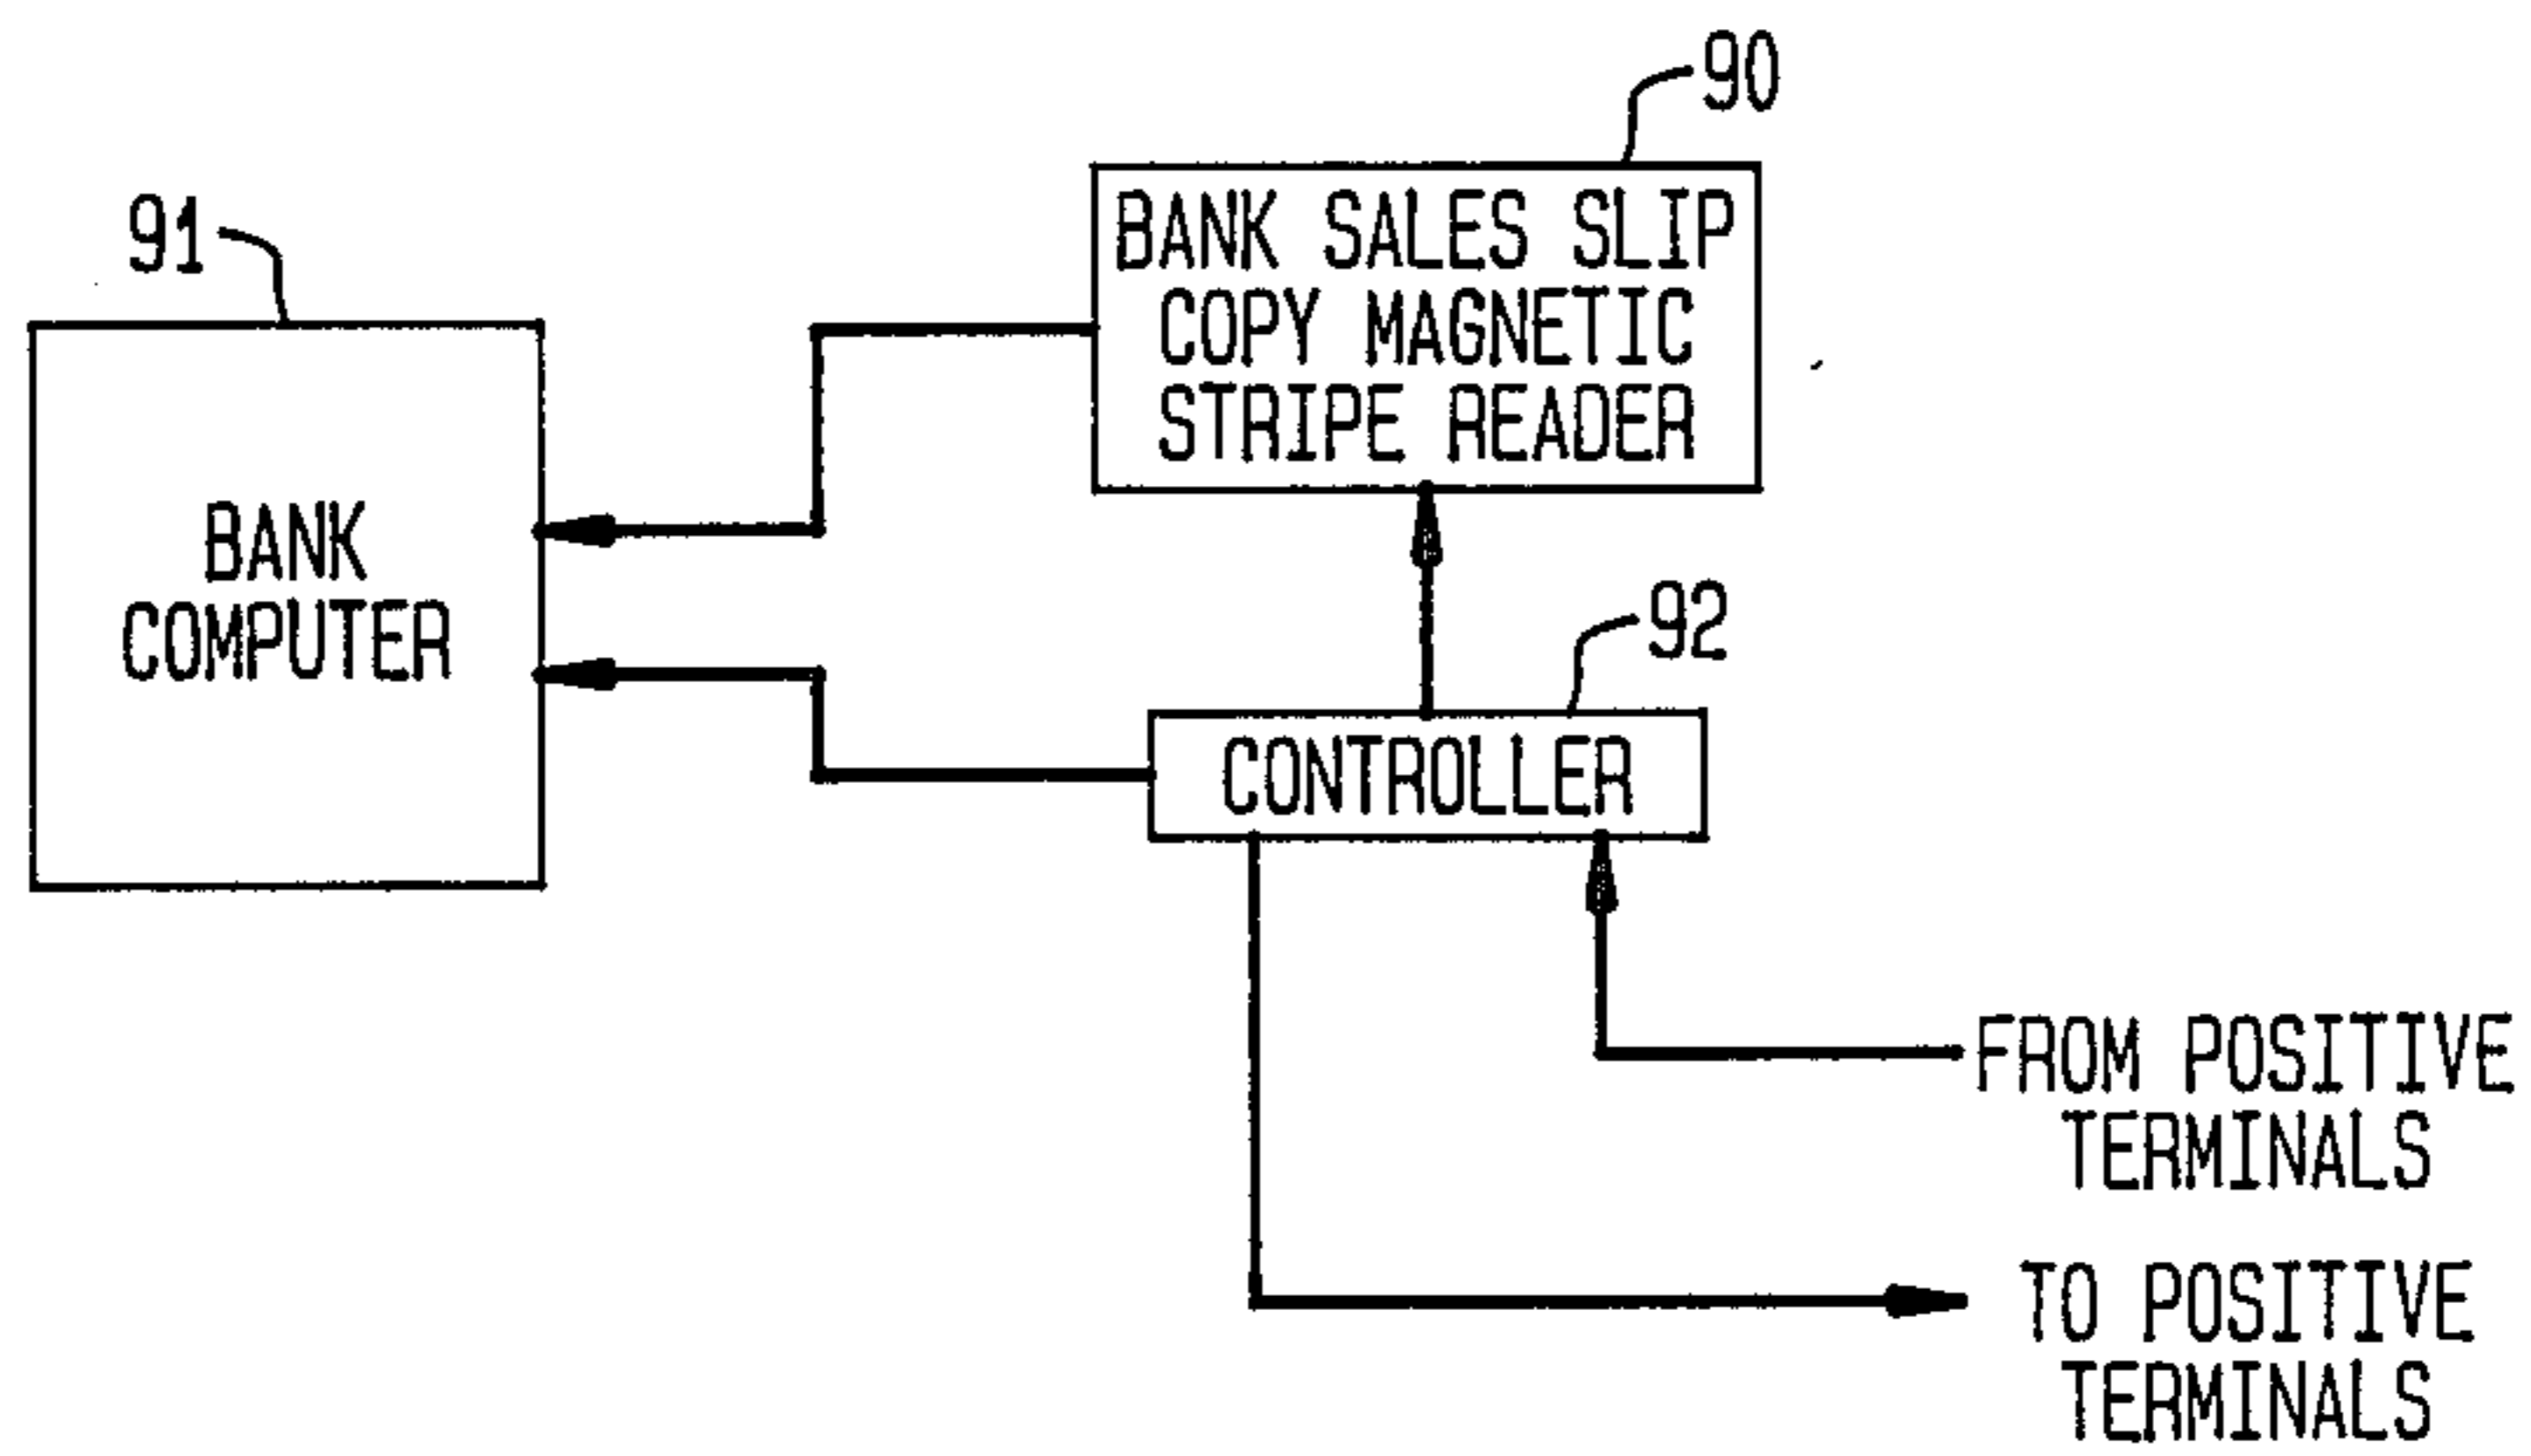 90
91
BANK SALES SLIP
COPY MAGNETIC
STRIPE READER
BANK
COMPUTER
92
CONTROLLER
FROM POSITIVE
TERMINALS
TO POSITIVE
TERMINALS